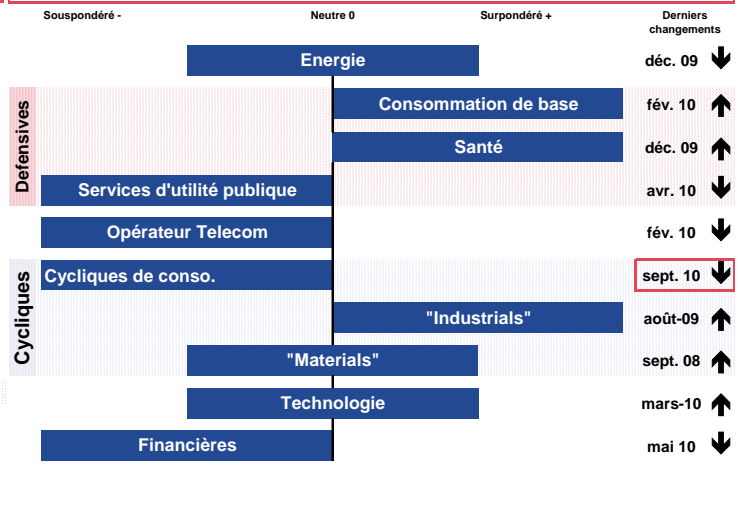 Souspondéré -
Neutre 0
Surpondéré +
Derniers
changements
Energie
déc. 09
Defensives
Consommation de base
fév. 10
Santé
déc. 09
Services d'utilité publique
avr. 10
Opérateur Telecom
fév. 10
Cycliques
Cycliques de conso.
sept. 10
"Industrials"
août-09
"Materials"
sept. 08
Technologie
mars-10
Financières
mai 10